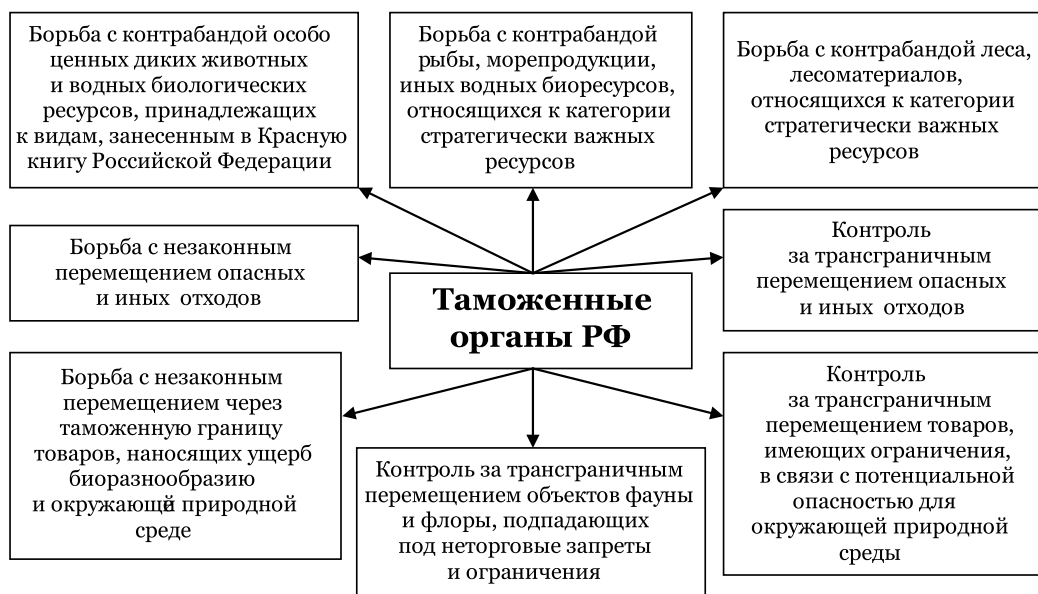 Борьба с контрабандой особо
ценных диких животных
и водных биологических
ресурсов, принадлежащих
к видам, занесенным в Красную
книгу Российской Федерации
Борьба с контрабандой
рыбы, морепродукции,
иных водных биоресурсов,
относящихся к категории
стратегически важных
ресурсов
Борьба с контрабандой леса,
лесоматериалов,
относящихся к категории
стратегически важных
ресурсов
Борьба с незаконным
перемещением опасных
и иных отходов
Таможенные
органы РФ
Контроль
за трансграничным
перемещением опасных
и иных отходов
Борьба с незаконным
перемещением через
таможенную границу
товаров, наносящих ущерб
биоразнообразию
и окружающей природной
среде
Контроль за трансграничным
перемещением объектов фауны
и флоры, подпадающих
под неторговые запреты
и ограничения
Контроль
за трансграничным
перемещением товаров,
имеющих ограничения,
в связи с потенциальной
опасностью для
окружающей природной
среды